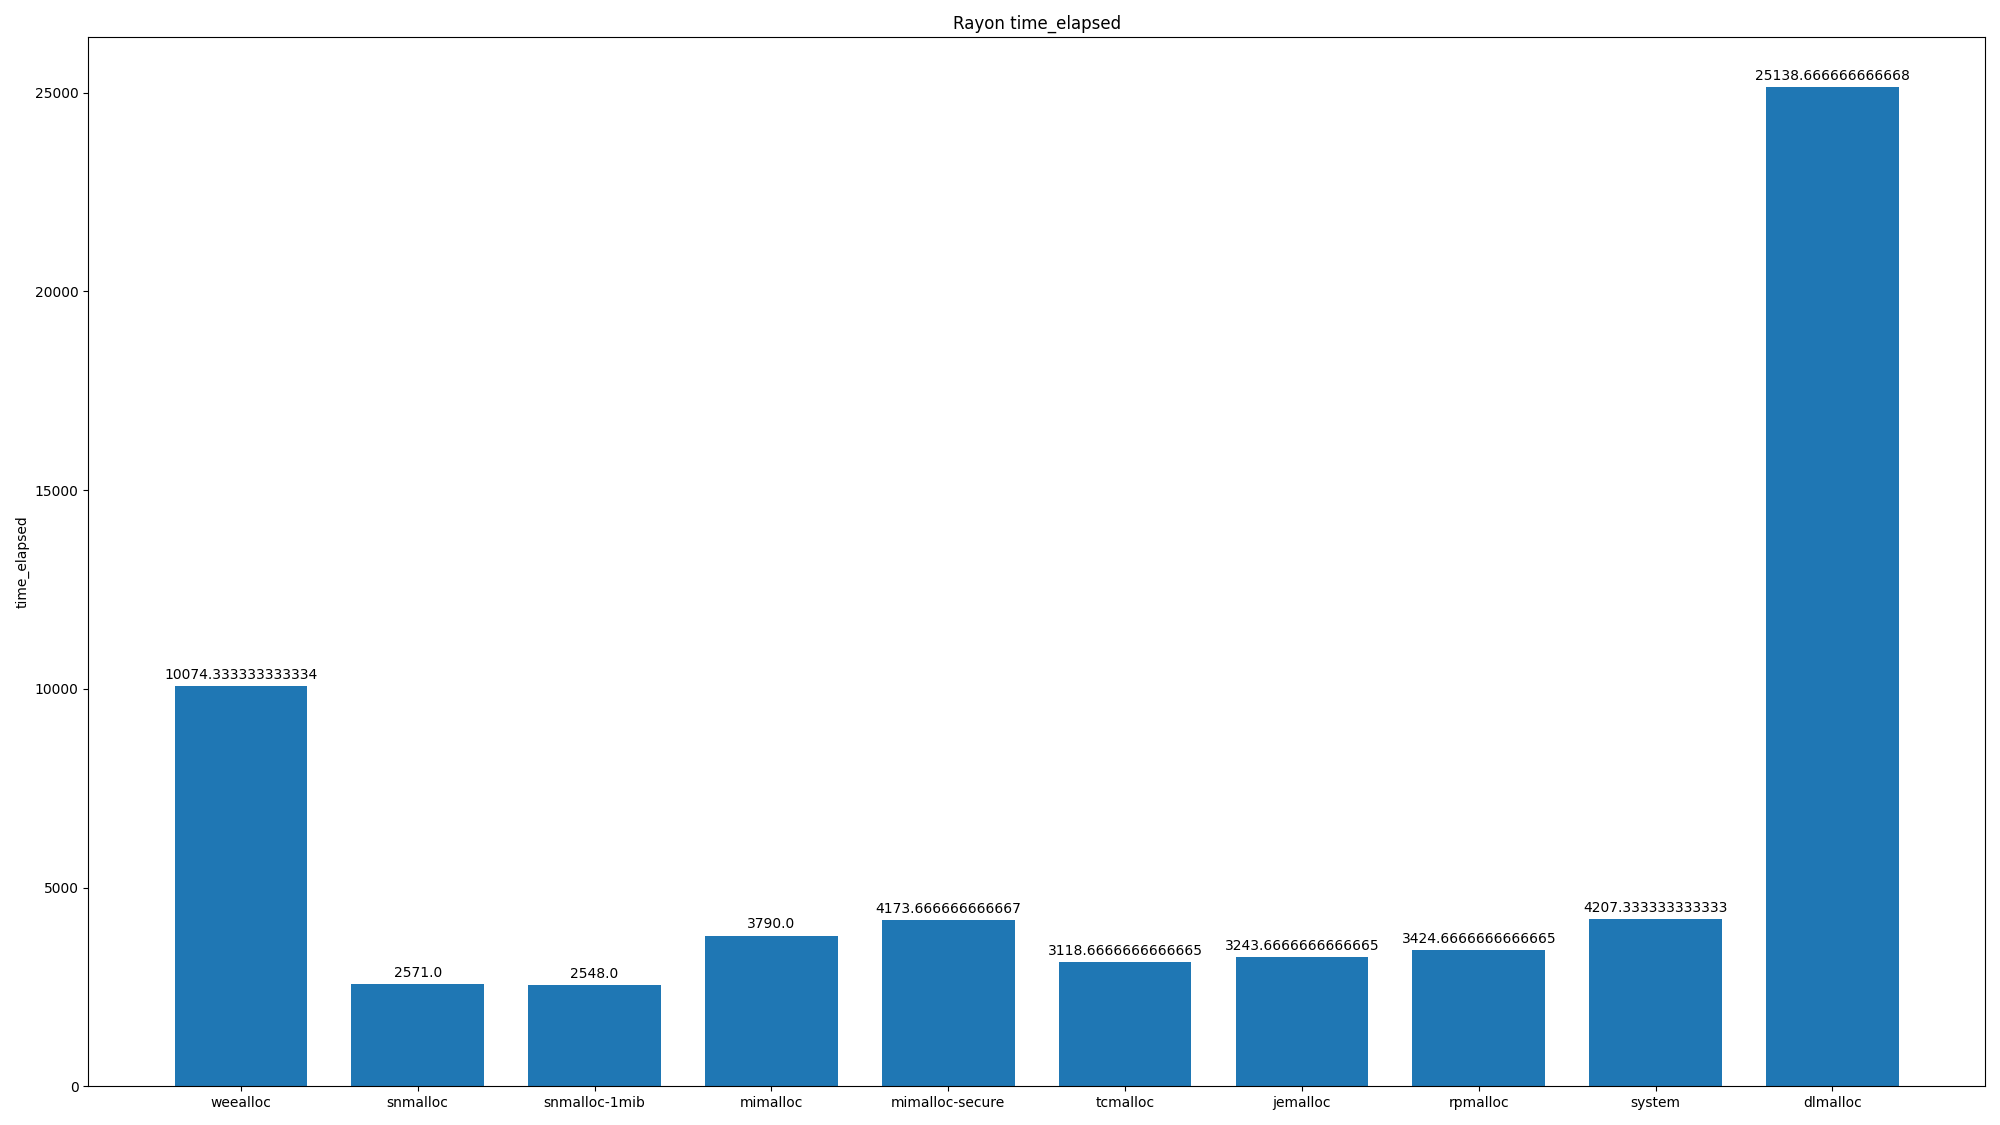 Rayon time_elapsed
time_elapsed
25000
20000
15000
10000
5000
0
10074.333333333334
2571.0
2548.0
3790.0
4173.666666666667
3118.6666666666665
3243.6666666666665
3424.6666666666665
4207.333333333333
25138.666666666668
weealloc
snmalloc
snmalloc-1mib
mimalloc
mimalloc-secure
tcmalloc
jemalloc
rpmalloc
system
dlmalloc